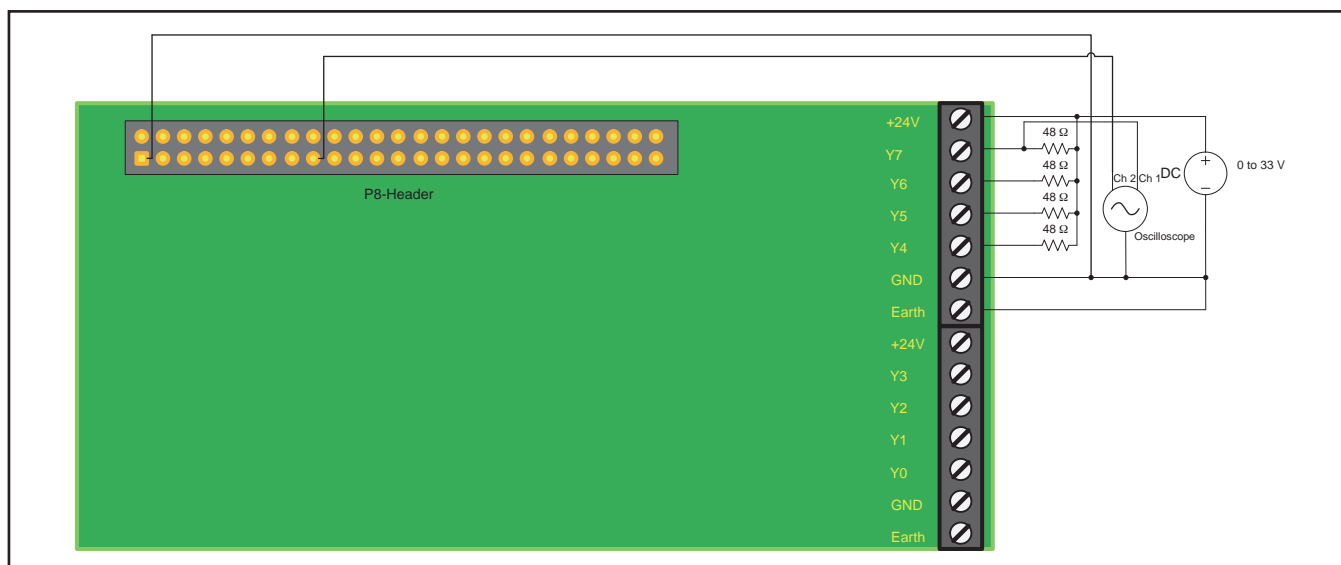 +24V
48 Ω
Y7
48 Ω
Ch 2
Ch 1
DC
0 to 33 V
Y6
48 Ω
P8-Header
Y5
48 Ω
Oscilloscope
Y4
GND
Earth
+24V
Y3
Y2
Y1
Y0
GND
Earth